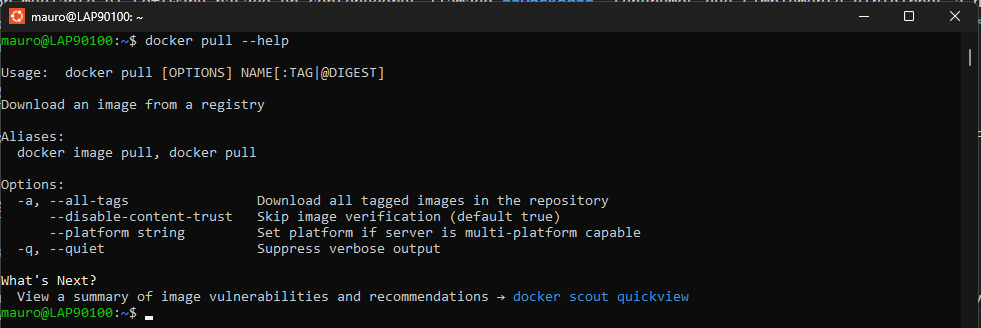 mauro@LAP90100: ~
mauro@LAP90100:~$ docker pull --help
Usage:  docker pull [OPTIONS] NAME[:TAG|@DIGEST]
Download an image from a registry
Aliases:
  docker image pull, docker pull
Options:
  -a, --all-tags                Download all tagged images in the repository
      --disable-content-trust   Skip image verification (default true)
      --platform string         Set platform if server is multi-platform capable
  -q, --quiet                   Suppress verbose output
What's Next?
  View a summary of image vulnerabilities and recommendations → docker scout quickview
mauro@LAP90100:~$